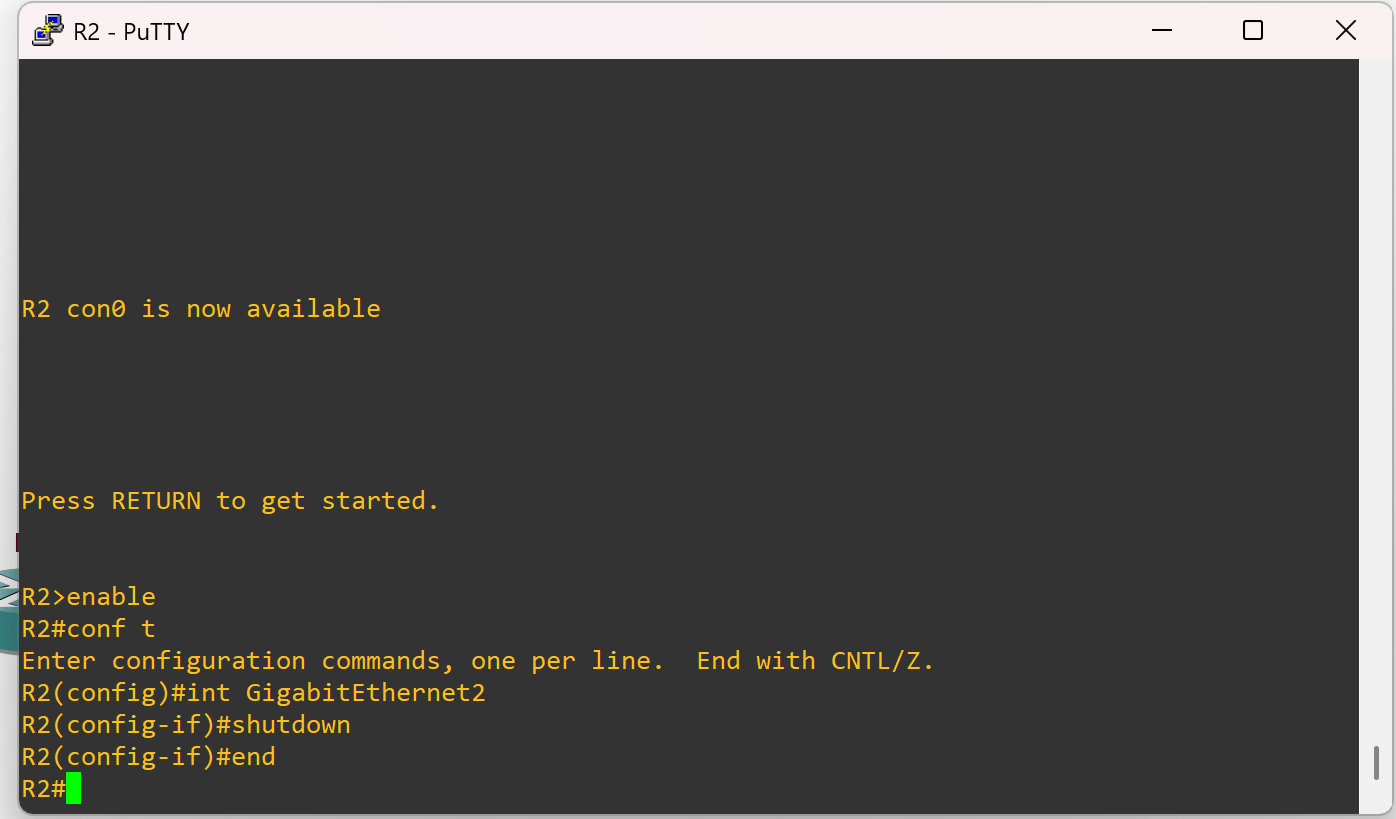 R2 - PuTTY
R2 con0 is now available
Press RETURN to get started.
R2>enable
R2#conf t
Enter configuration commands, one per line.  End with CNTL/Z.
R2(config)#int GigabitEthernet2
R2(config-if)#shutdown
R2(config-if)#end
R2#